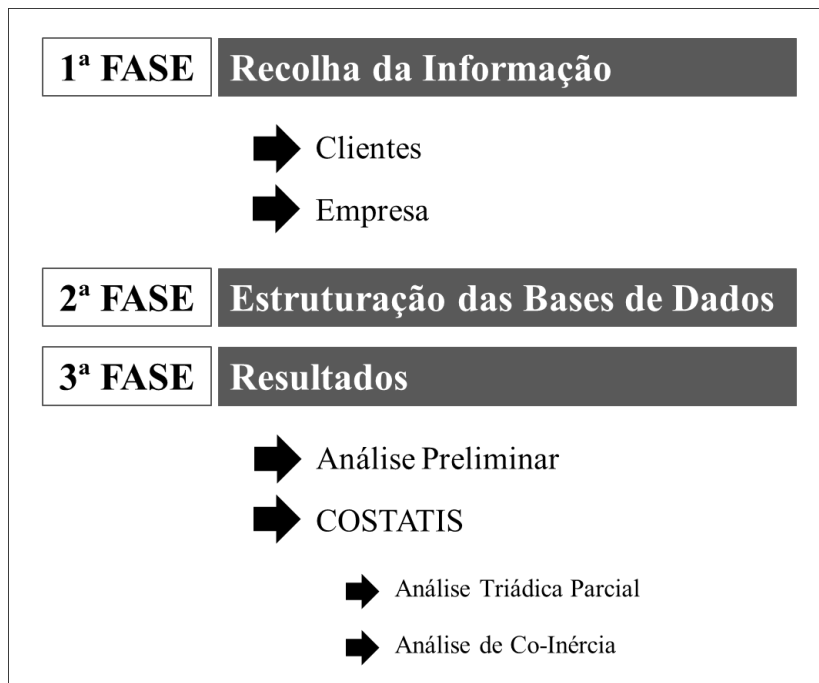 1ª FASE Recolha da Informação
Clientes
Empresa
2ª FASE Estruturação das Bases de Dados
3ª FASE Resultados
Análise Preliminar
COSTATIS
Análise Triádica Parcial
Análise de Co-Inércia